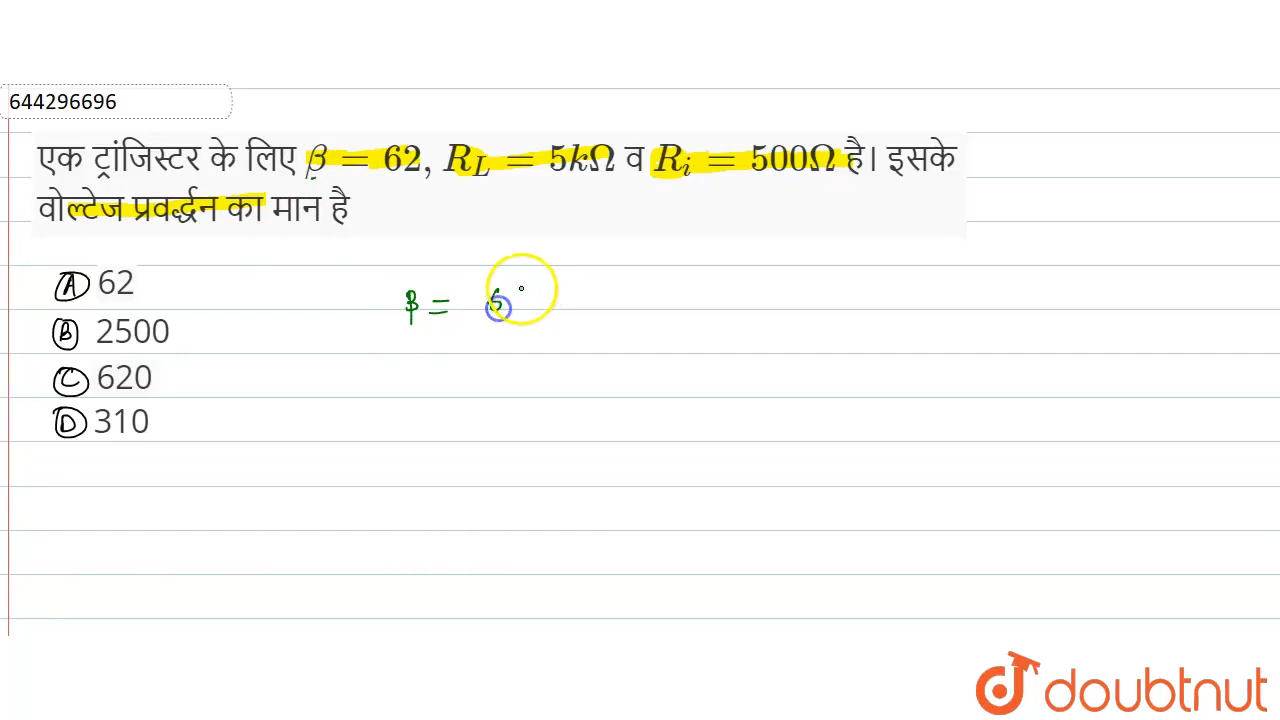 644296696
एक ट्रांजिस्टर के लिए β = 62, R_L = 5kΩ व R_i = 500Ω है। इसके
वोल्टेज प्रवर्द्धन का मान है
A 62
B 2500
C 620
D 310
β = 6
doubtnut